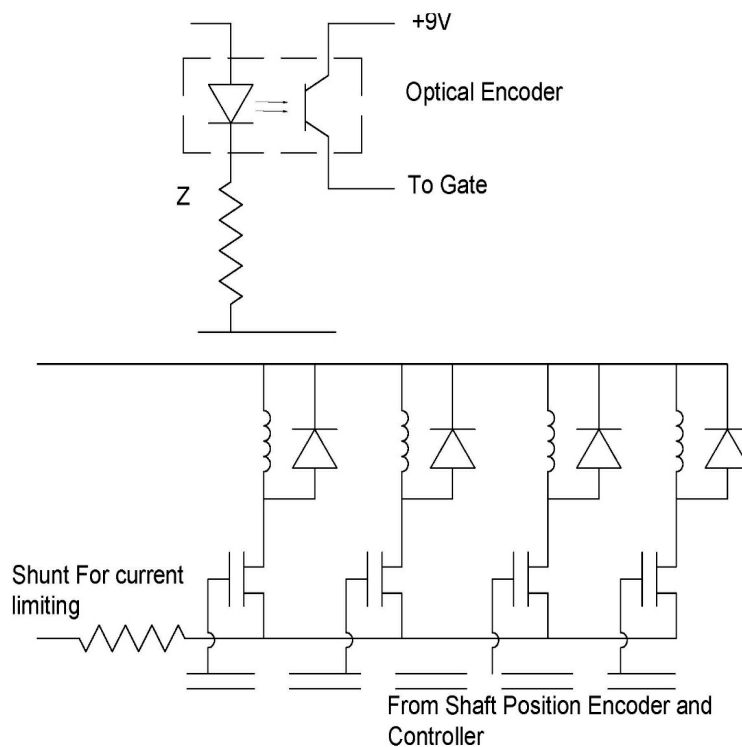 +9V
Optical Encoder
To Gate
Z
Shunt For current
limiting
From Shaft Position Encoder and
Controller